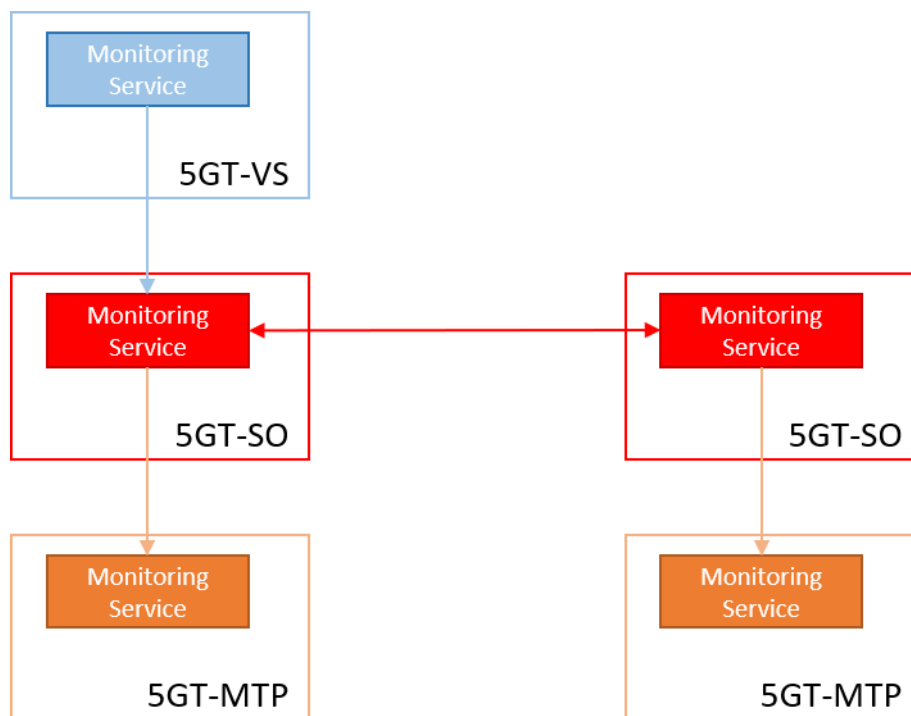 Monitoring
Service
5GT-VS
Monitoring
Service
5GT-SO
Monitoring
Service
5GT-SO
Monitoring
Service
5GT-MTP
Monitoring
Service
5GT-MTP